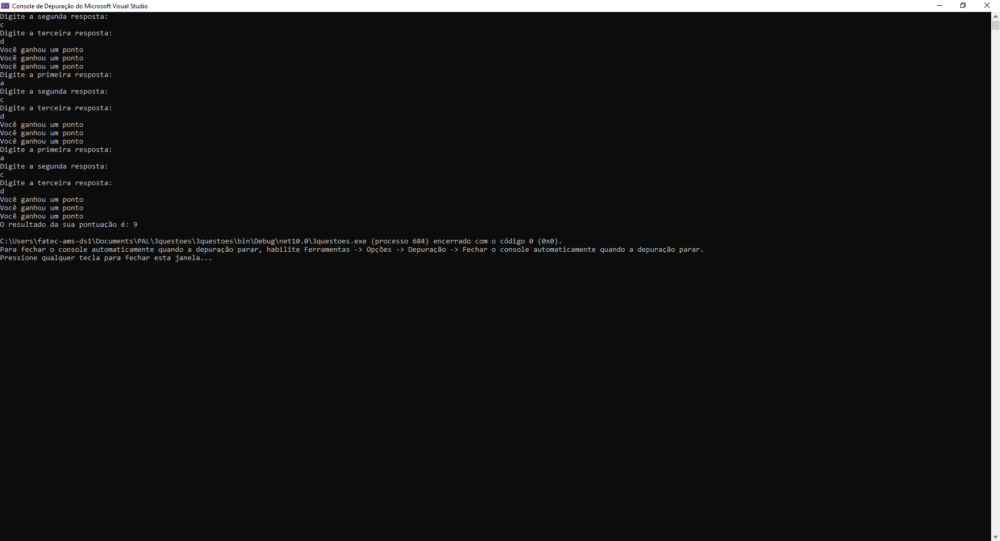 Console de Depuração do Microsoft Visual Studio
Digite a segunda resposta:
c
Digite a terceira resposta:
d
Você ganhou um ponto
Você ganhou um ponto
Você ganhou um ponto
Digite a primeira resposta:
a
Digite a segunda resposta:
c
Digite a terceira resposta:
d
Você ganhou um ponto
Você ganhou um ponto
Você ganhou um ponto
Digite a primeira resposta:
a
Digite a segunda resposta:
c
Digite a terceira resposta:
d
Você ganhou um ponto
Você ganhou um ponto
Você ganhou um ponto
O resultado da sua pontuação é: 9
C:\Users\fatec-ams-ds1\Documents\PAL\3questoes\3questoes\bin\Debug\net10.0\3questoes.exe (processo 684) encerrado com o código 0 (0x0).
Para fechar o console automaticamente quando a depuração parar, habilite Ferramentas -> Opções -> Depuração -> Fechar o console automaticamente quando a depuração parar.
Pressione qualquer tecla para fechar esta janela...